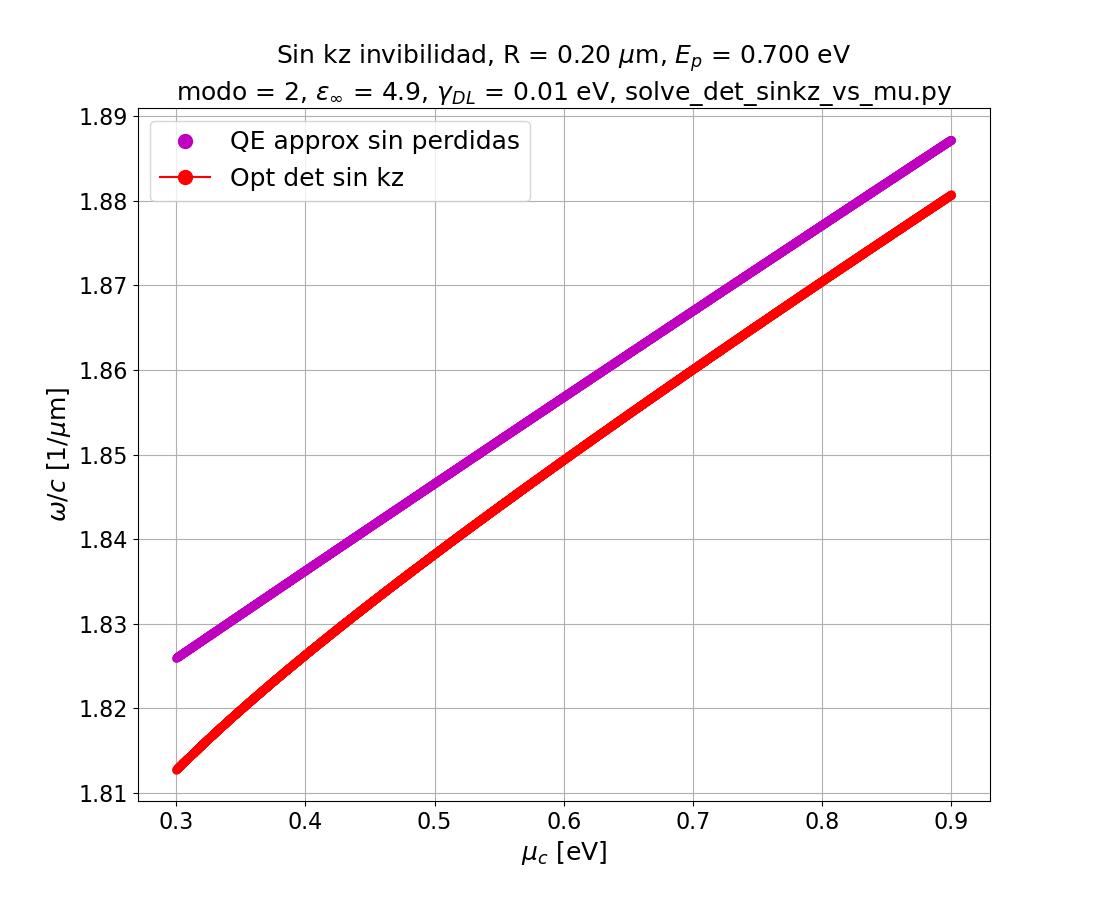 Sin kz invibilidad, R = 0.20 μm, E_p = 0.700 eV
modo = 2, ε_∞ = 4.9, γ_DL = 0.01 eV, solve_det_sinkz_vs_mu.py
QE approx sin perdidas
Opt det sin kz
1.89
1.88
1.87
1.86
1.85
1.84
1.83
1.82
1.81
ω/c [1/μm]
0.3 0.4 0.5 0.6 0.7 0.8 0.9
μ_c [eV]